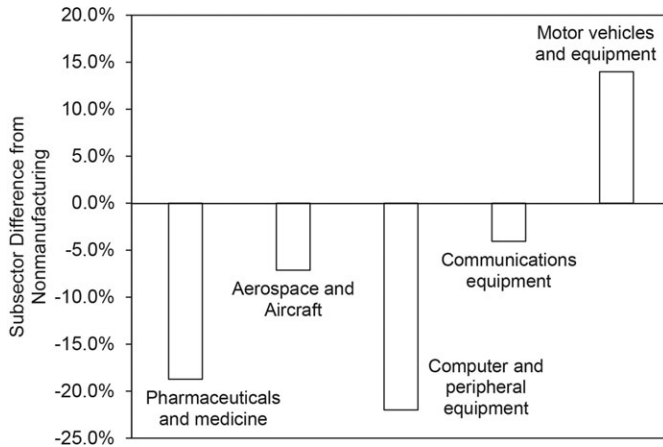 20.0%
15.0%
10.0%
5.0%
0.0%
-5.0%
-10.0%
-15.0%
-20.0%
-25.0%
Subsector Difference from
Nonmanufacturing
Pharmaceuticals
and medicine
Aerospace and
Aircraft
Computer and
peripheral
equipment
Communications
equipment
Motor vehicles
and equipment